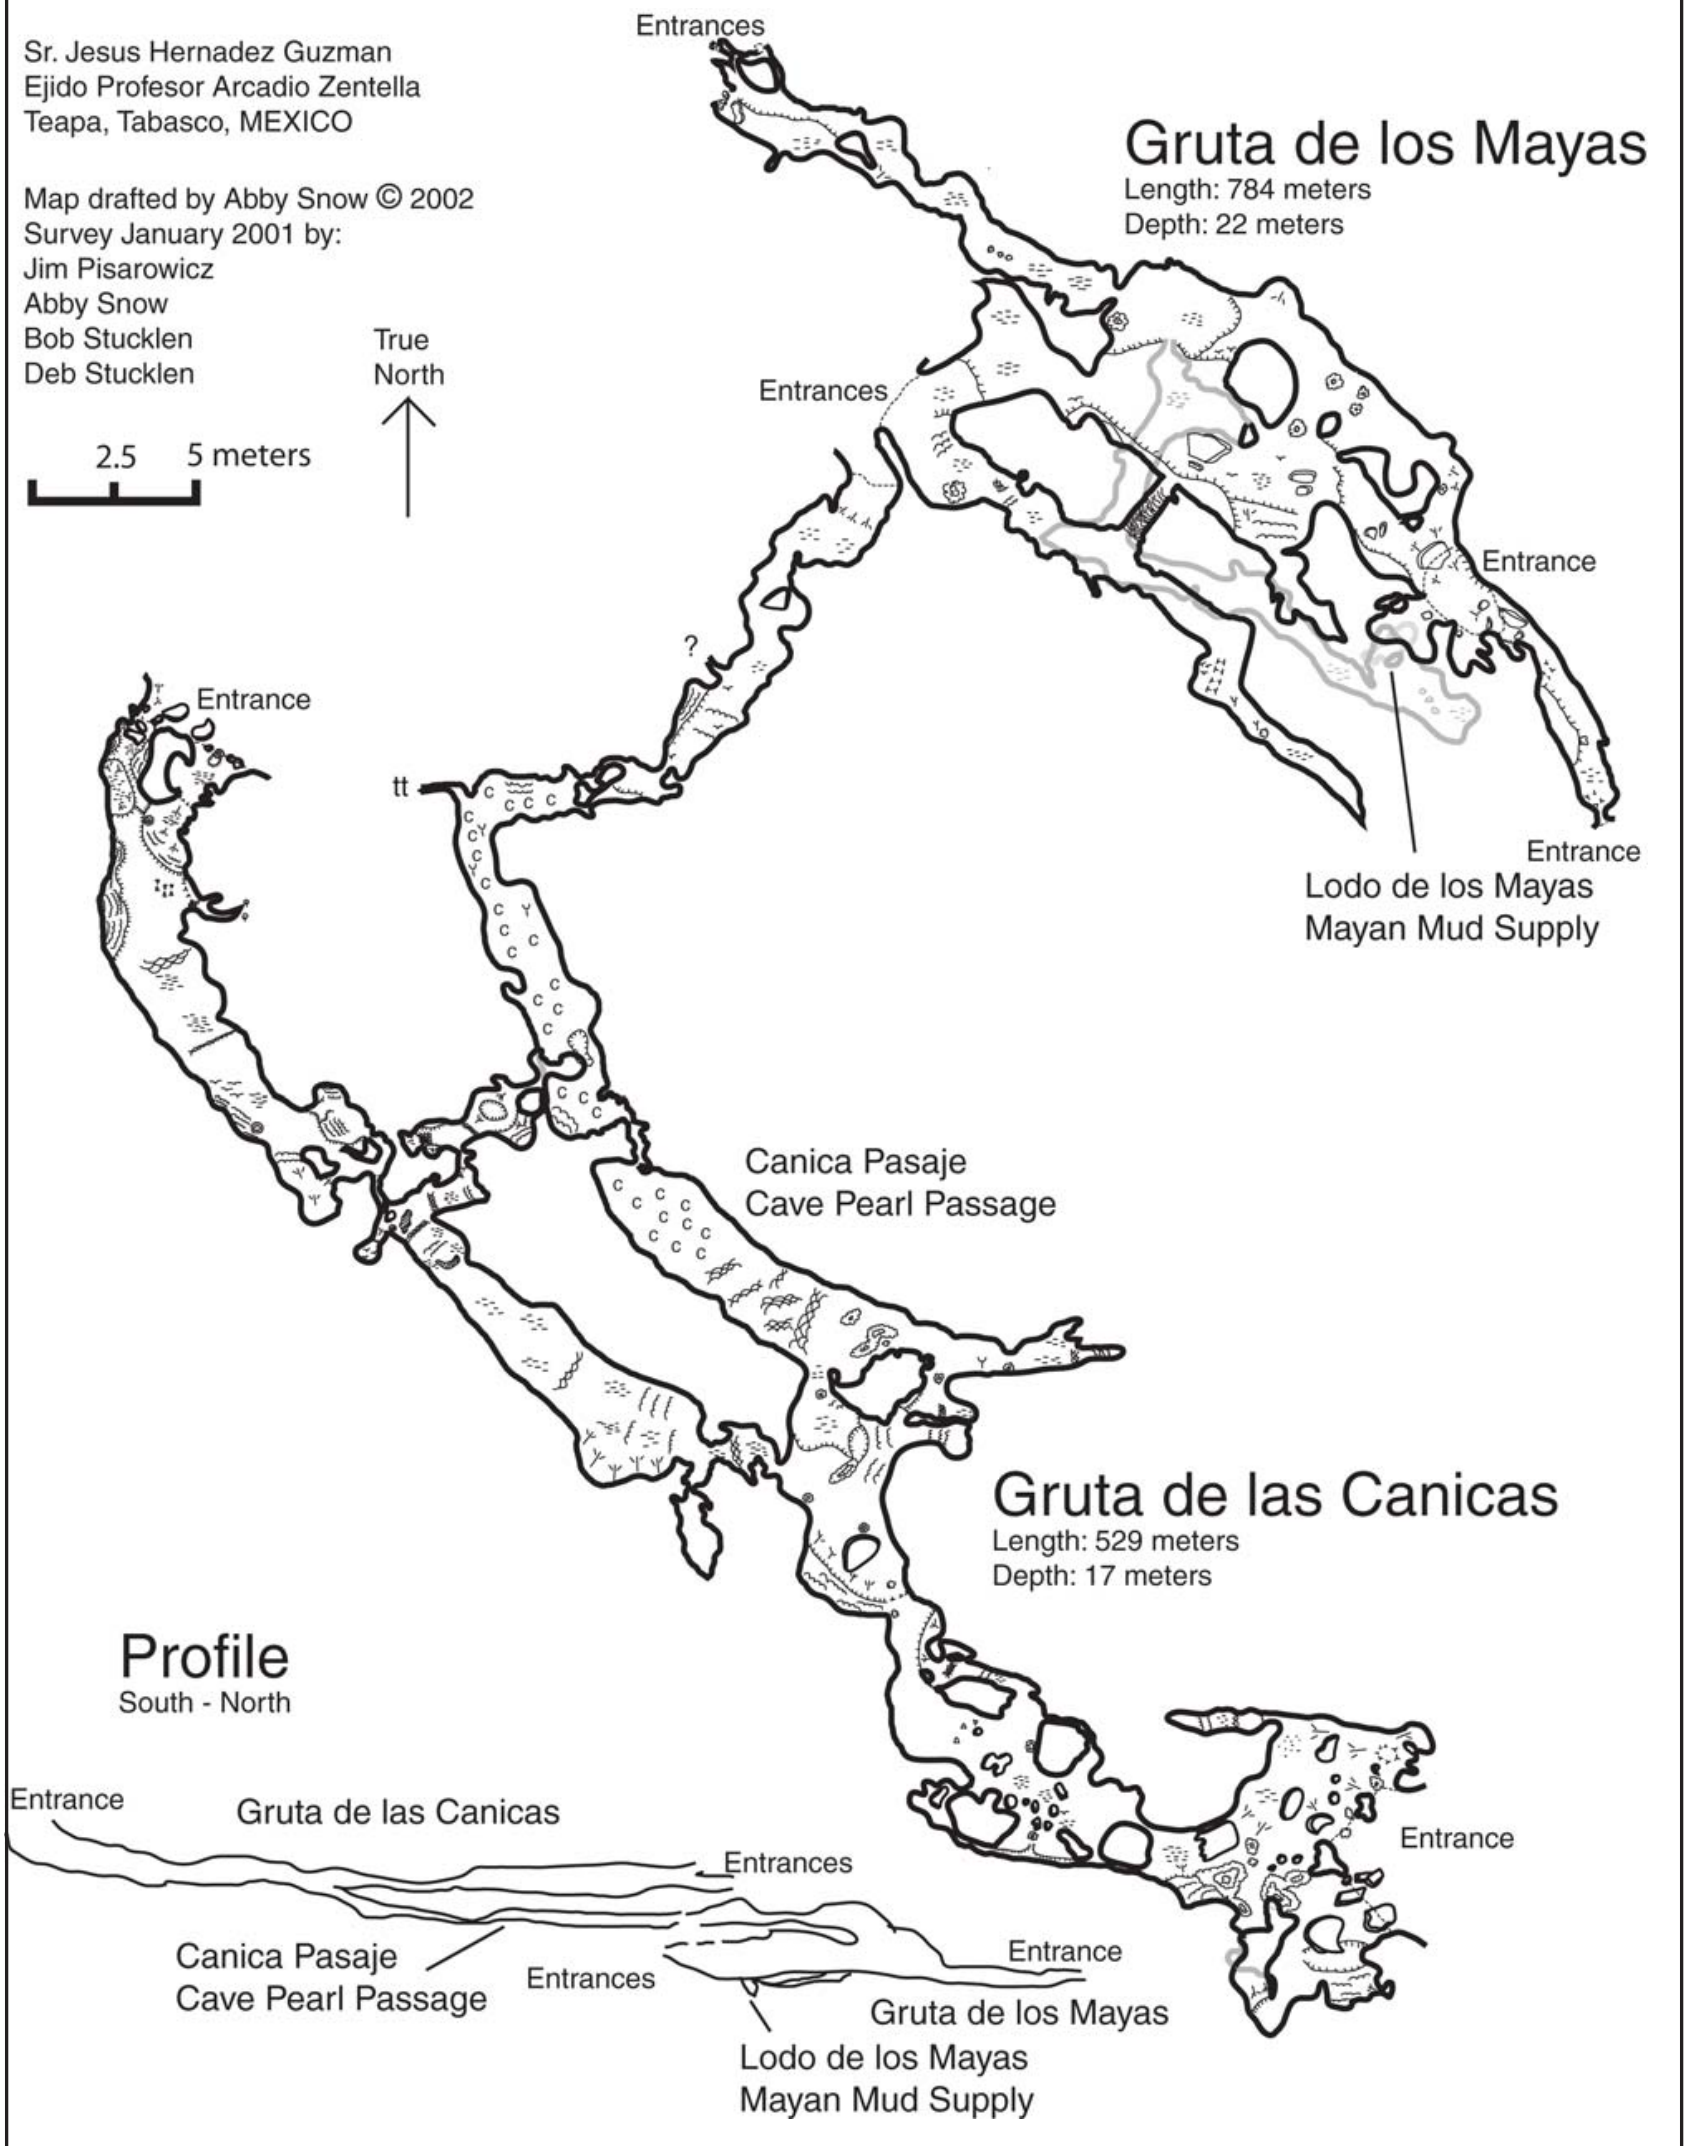 Entrances
Sr. Jesus Hernadez Guzman
Ejido Profesor Arcadio Zentella
Teapa, Tabasco, MEXICO
Gruta de los Mayas
Length: 784 meters
Depth: 22 meters
Map drafted by Abby Snow © 2002
Survey January 2001 by:
Jim Pisarowicz
Abby Snow
Bob Stucklen
Deb Stucklen
True
North
2.5 5 meters
Entrances
Entrance
?
Entrance
tt
Entrance
Lodo de los Mayas
Mayan Mud Supply
Canica Pasaje
Cave Pearl Passage
Gruta de las Canicas
Length: 529 meters
Depth: 17 meters
Profile
South - North
Entrance
Gruta de las Canicas
Entrance
Entrances
Canica Pasaje
Cave Pearl Passage
Entrances
Entrance
Gruta de los Mayas
Lodo de los Mayas
Mayan Mud Supply